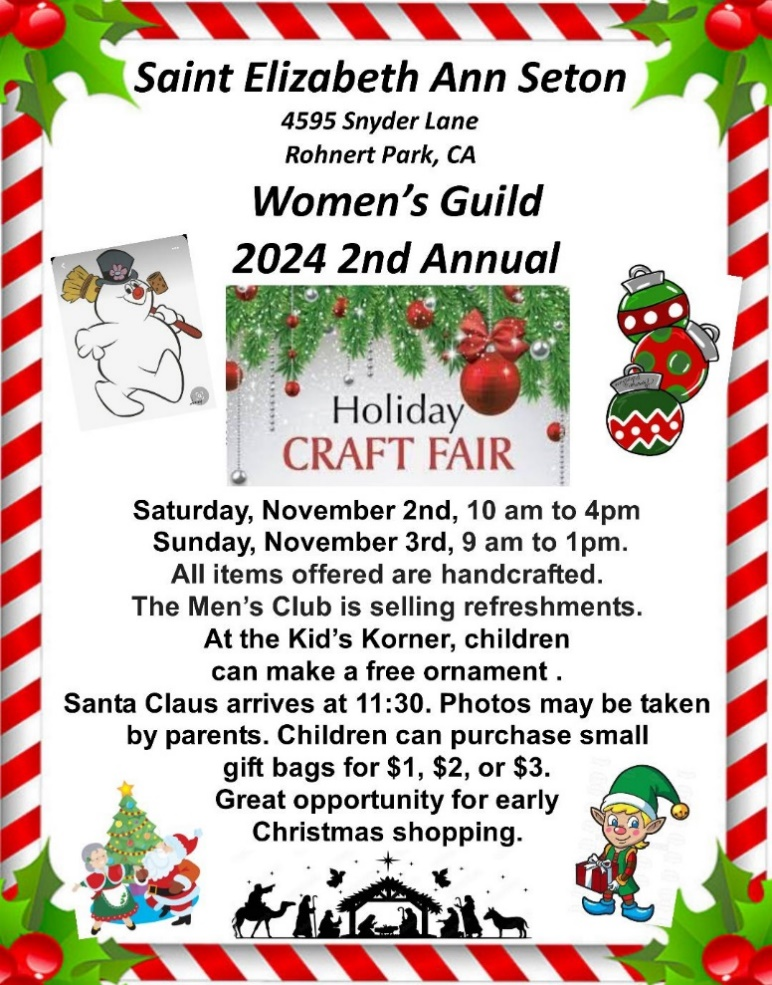 Saint Elizabeth Ann Seton
4595 Snyder Lane
Rohnert Park, CA
Women's Guild
2024 2nd Annual
Holiday
CRAFT FAIR
Saturday, November 2nd, 10 am to 4pm
Sunday, November 3rd, 9 am to 1pm.
All items offered are handcrafted.
The Men's Club is selling refreshments.
At the Kid's Korner, children
can make a free ornament .
Santa Claus arrives at 11:30. Photos may be taken
by parents. Children can purchase small
gift bags for $1, $2, or $3.
Great opportunity for early
Christmas shopping.